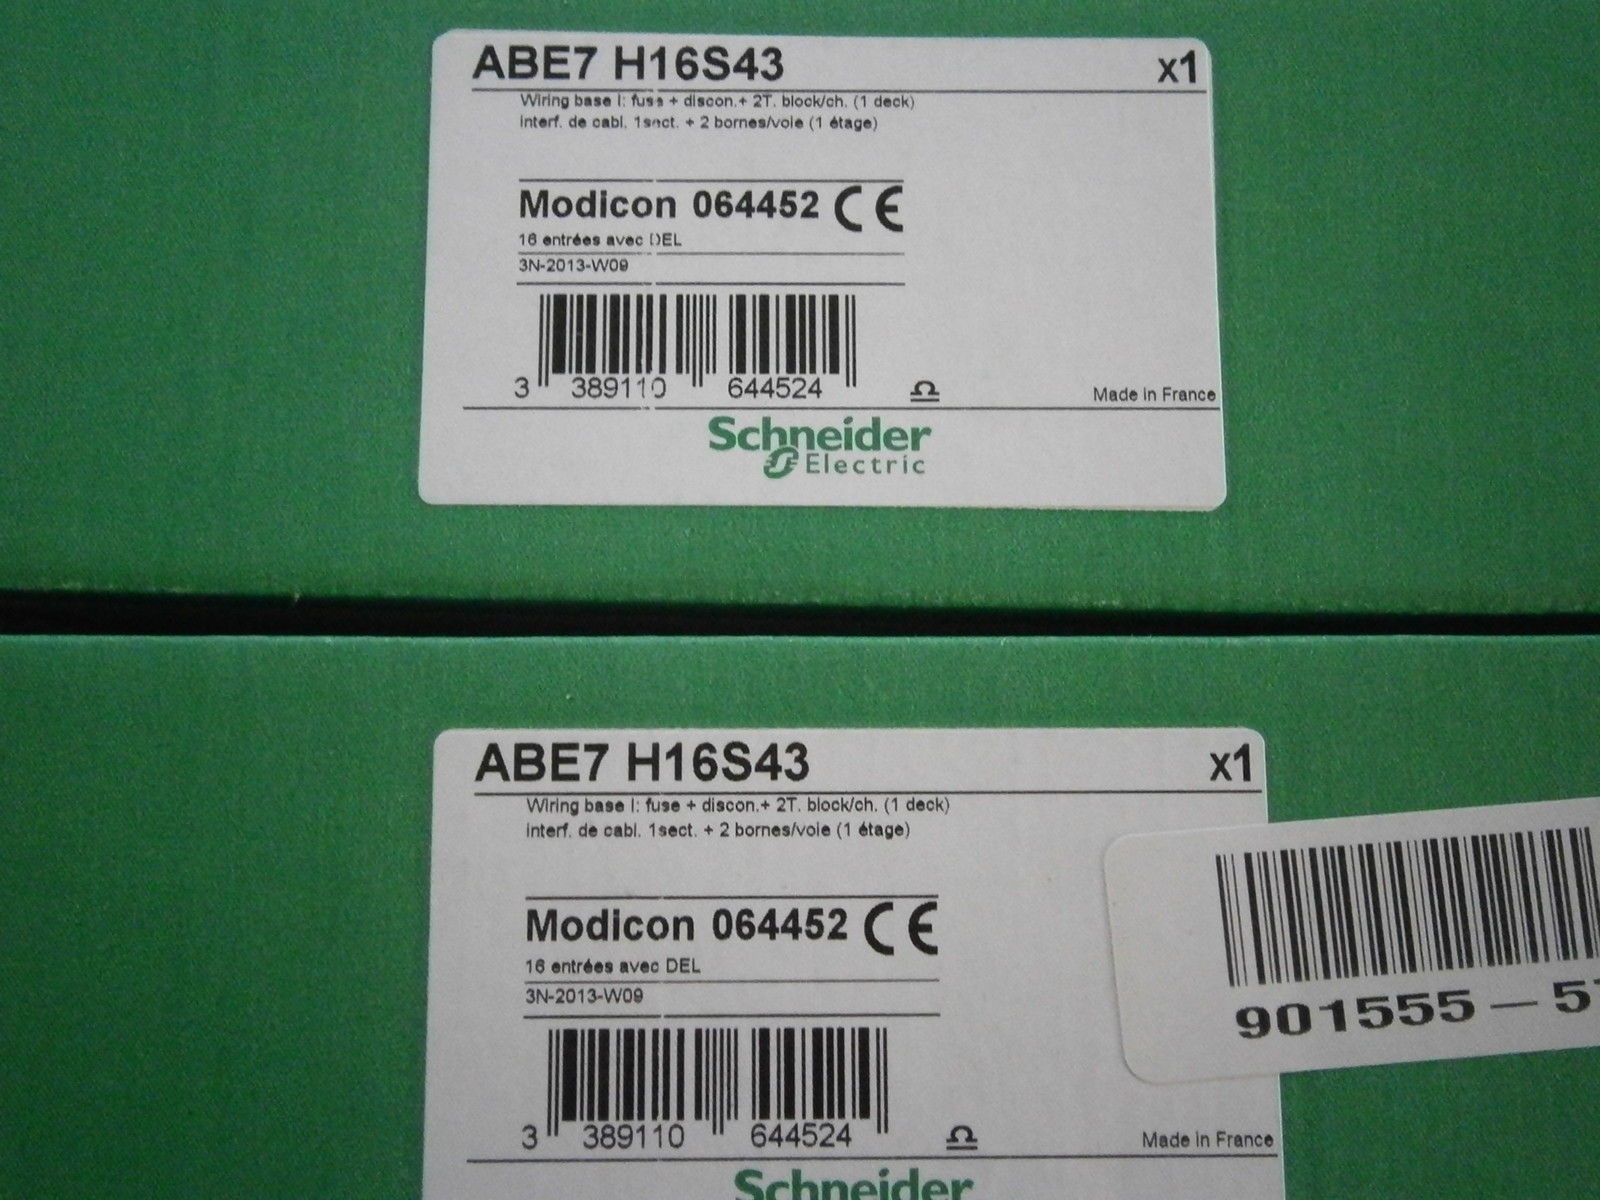 ABE7 H16S43 x1
Wiring base I: fuse + discon.+ 2T. block/ch. (1 deck)
interf. de cabl. 1sect. + 2 bornes/voie (1 étage)
Modicon 064452 CE
16 entrées avec DEL
3N-2013-W09
3 389110 644524
Made in France
Schneider
Electric
ABE7 H16S43 x1
Wiring base I: fuse + discon.+ 2T. block/ch. (1 deck)
interf. de cabl. 1sect. + 2 bornes/voie (1 étage)
Modicon 064452 CE
16 entrées avec DEL
3N-2013-W09
901555-5
3 389110 644524
Made in France
Schneider